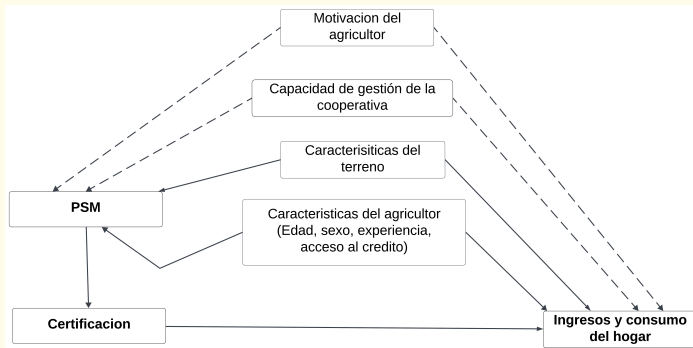 Motivacion del
agricultor
Capacidad de gestión de la
cooperativa
Caracterisiticas del
terreno
PSM
Caracteristicas del agricultor
(Edad, sexo, experiencia,
acceso al credito)
Certificacion
Ingresos y consumo
del hogar